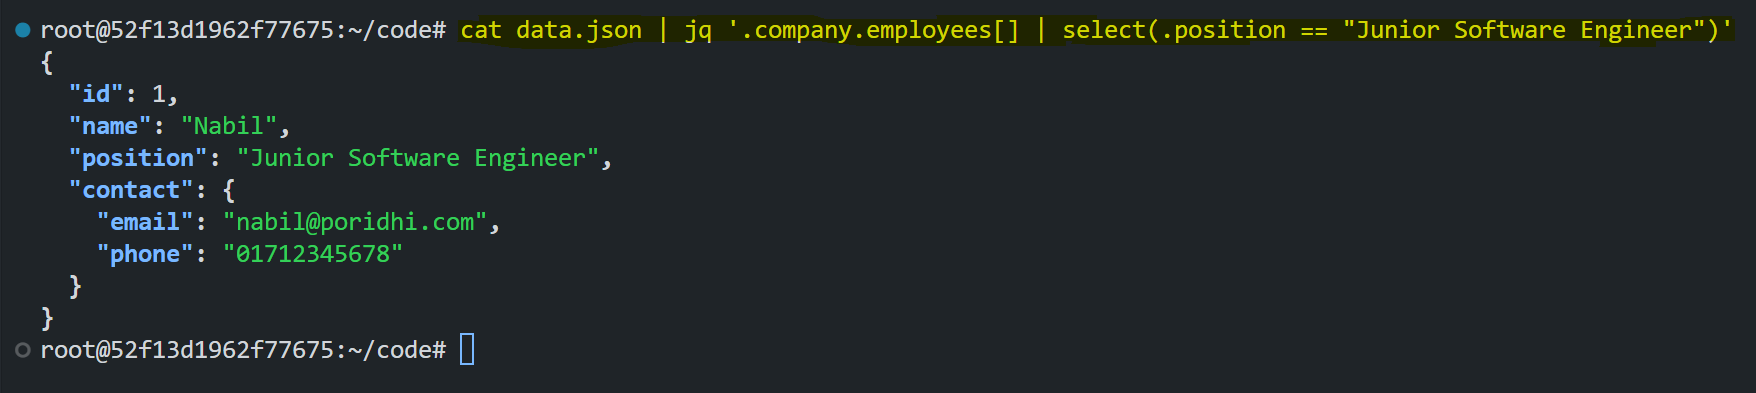 root@52f13d1962f77675:~/code# cat data.json | jq '.company.employees[] | select(.position == "Junior Software Engineer")'
{
  "id": 1,
  "name": "Nabil",
  "position": "Junior Software Engineer",
  "contact": {
    "email": "nabil@poridhi.com",
    "phone": "01712345678"
  }
}
root@52f13d1962f77675:~/code#